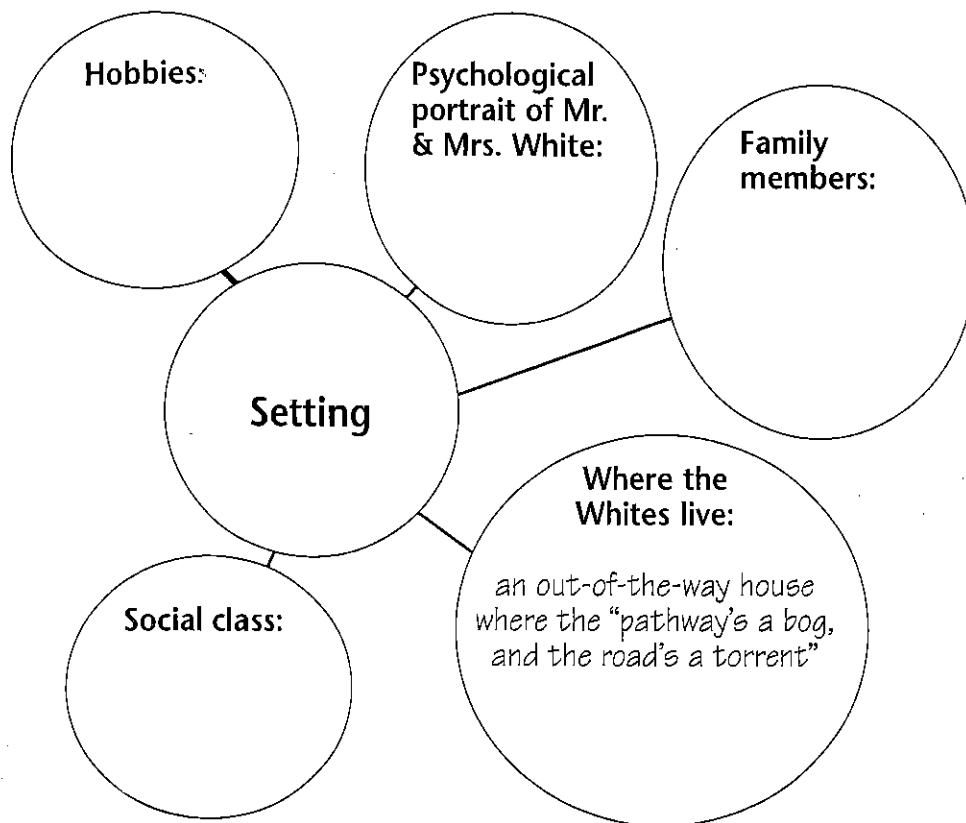 Hobbies:
Psychological
portrait of Mr.
& Mrs. White:
Family
members:
Setting
Where the
Whites live:
an out-of-the-way house
where the “pathway’s a bog,
and the road’s a torrent”
Social class: